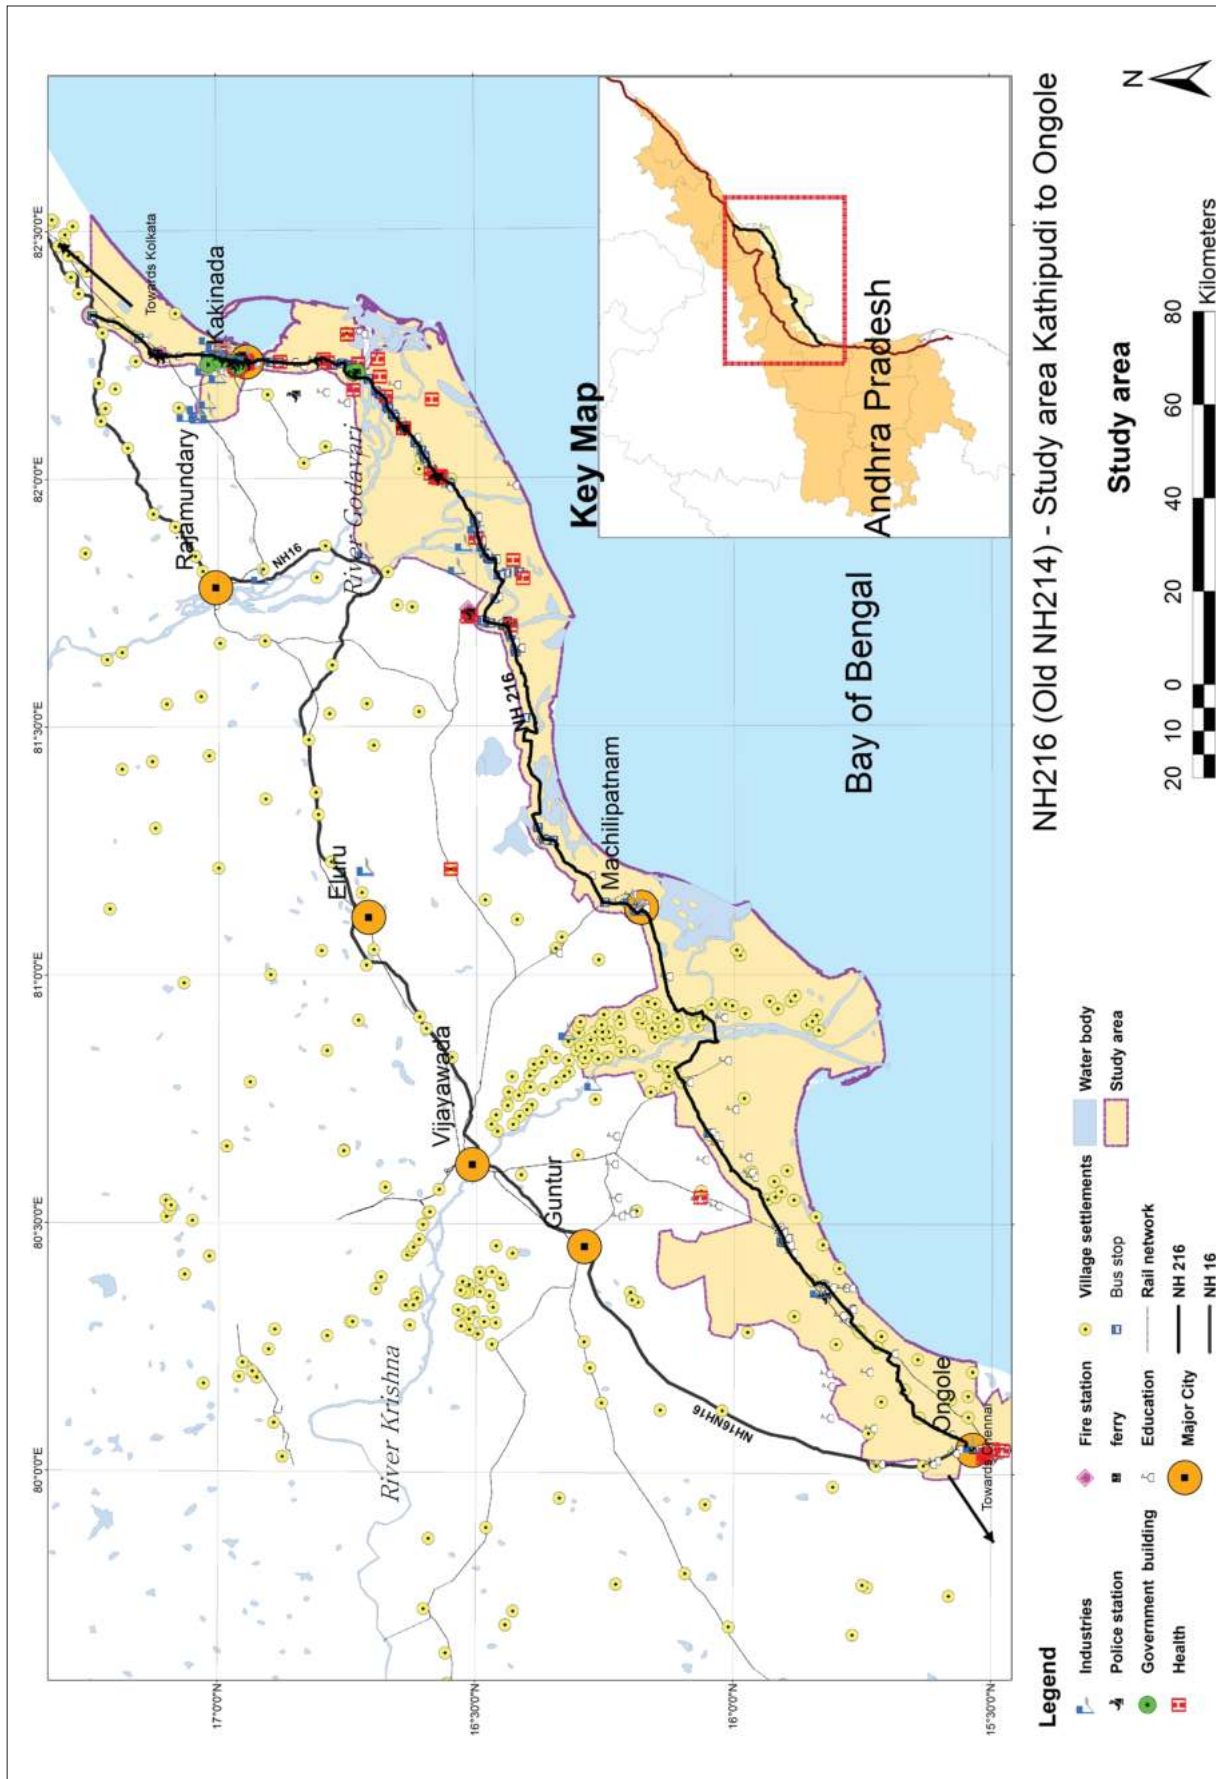 82°30'0"E
82°0'0"E
81°30'0"E
81°0'0"E
80°30'0"E
80°0'0"E
17°0'0"N
16°30'0"N
16°0'0"N
15°30'0"N
Towards Kolkata
Kakinada
Rajamundary
NH16
River Godavari
NH 216
Eluru
Machilipatnam
Vijayawada
Guntur
River Krishna
NH16NH16
Ongole
Towards Chennai
Bay of Bengal
Key Map
Andhra Pradesh
NH216 (Old NH214) - Study area Kathipudi to Ongole
Study area
N
20 10 0 20 40 60 80
Kilometers
Legend
Industries
Police station
Government building
Health
Fire station
ferry
Education
Major City
Village settlements
Bus stop
Rail network
NH 216
NH 16
Water body
Study area